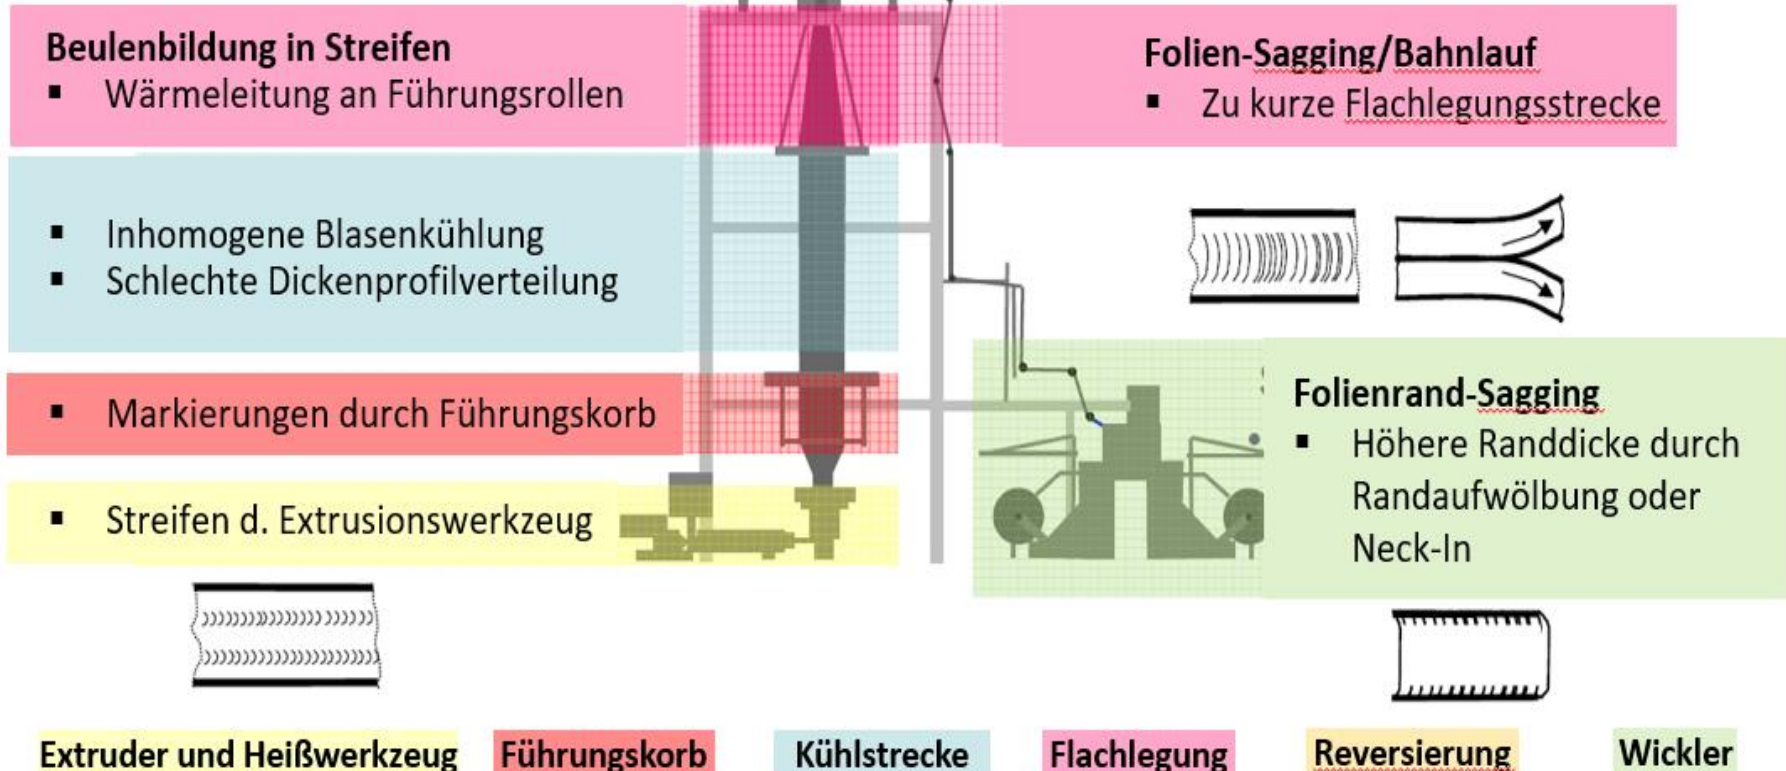 Beulenbildung in Streifen
▪ Wärmeleitung an Führungsrollen
Folien-Sagging/Bahnlauf
▪ Zu kurze Flachlegungsstrecke
▪ Inhomogene Blasenkühlung
▪ Schlechte Dickenprofilverteilung
▪ Markierungen durch Führungskorb
▪ Streifen d. Extrusionswerkzeug
Folienrand-Sagging
▪ Höhere Randdicke durch
Randaufwölbung oder
Neck-In
Extruder und Heißwerkzeug Führungskorb Kühlstrecke Flachlegung Reversierung Wickler